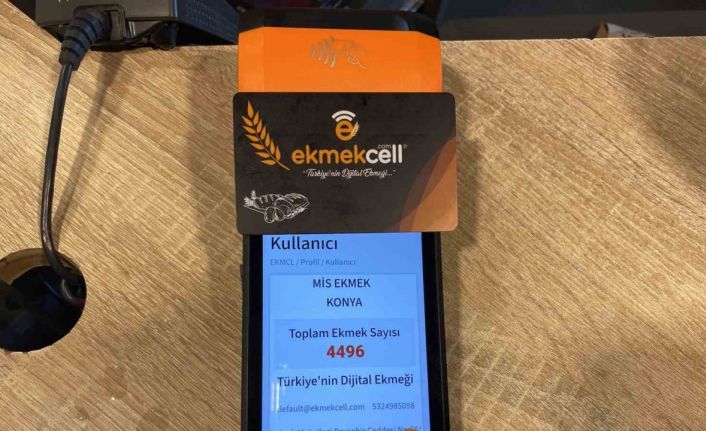 e
ekmekcell.com®
"Türkiye'nin Dijital Ekmeği..."
Kullanıcı
EKMCL / Profil / Kullanıcı
MİS EKMEK
KONYA
Toplam Ekmek Sayısı
4496
Türkiye'nin Dijital Ekmeği
default@ekmekcell.com 5324985098